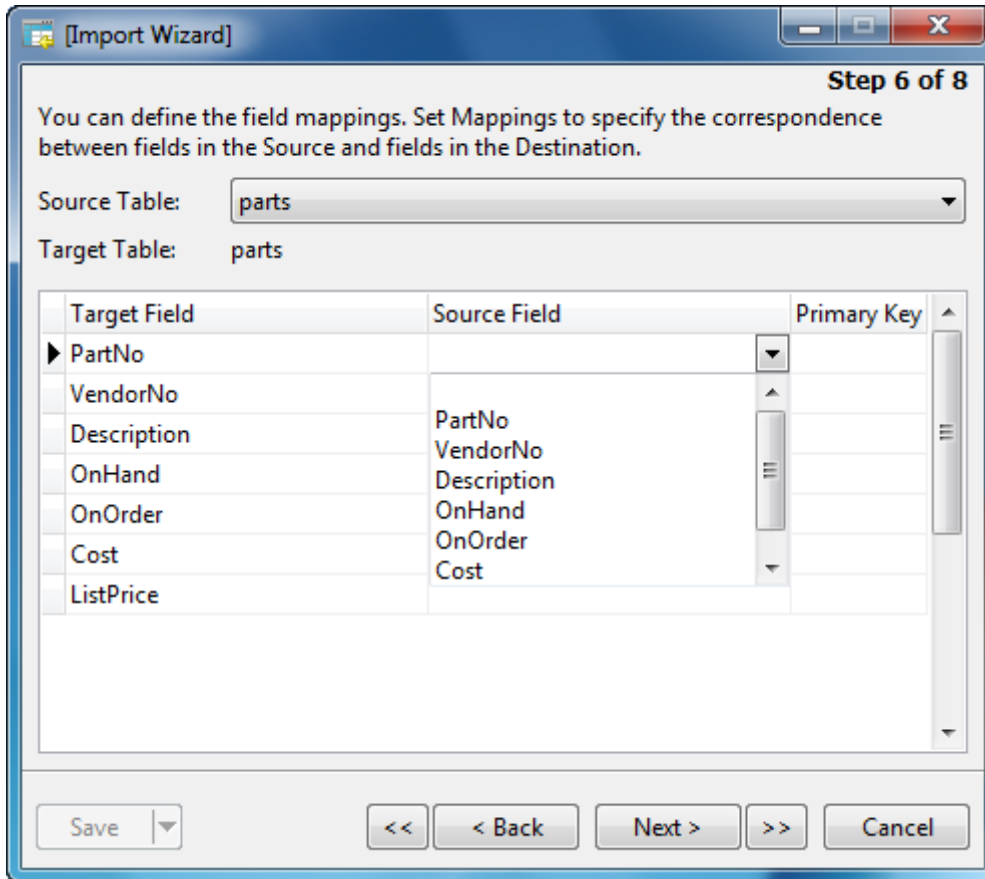 [Import Wizard]
Step 6 of 8
You can define the field mappings. Set Mappings to specify the correspondence
between fields in the Source and fields in the Destination.
Source Table: parts
Target Table: parts
Target Field Source Field Primary Key
PartNo
VendorNo
Description
OnHand
OnOrder
Cost
ListPrice
PartNo
VendorNo
Description
OnHand
OnOrder
Cost
Save << < Back Next > >> Cancel